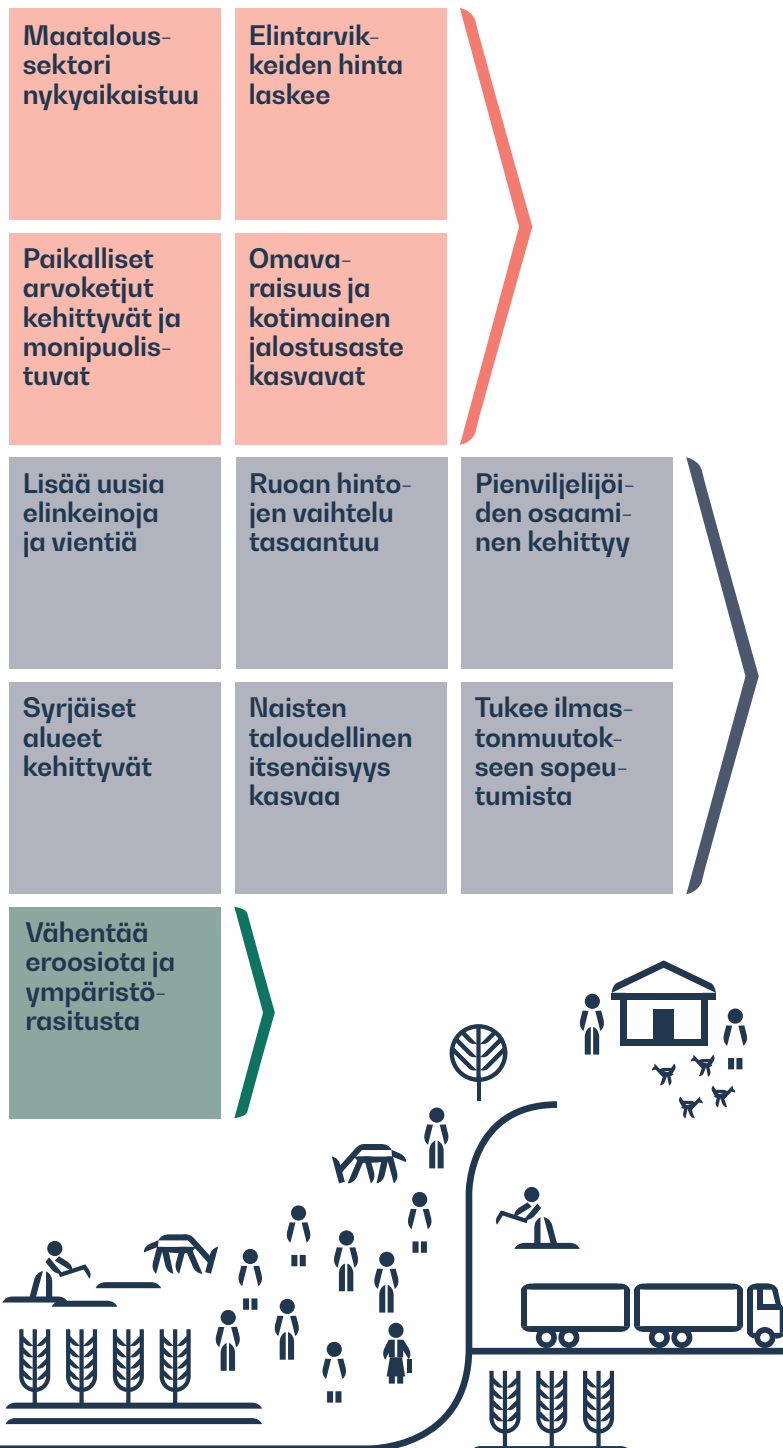 Maatalous-
sektori
nykyaikaistuu
Elintarvik-
keiden hinta
laskee
Paikalliset
arvoketjut
kehittyvät ja
monipuolis-
tuvat
Omava-
raisuus ja
kotimainen
jalostusaste
kasvavat
Lisää uusia
elinkeinoja
ja vientiä
Ruoan hinto-
jen vaihtelu
tasaantuu
Pienviljelijöi-
den osaami-
nen kehittyy
Syrjäiset
alueet
kehittyvät
Naisten
taloudellinen
itsenäisyys
kasvaa
Tukee ilmas-
tonmuutok-
seen sopeu-
tumista
Vähentää
eroosiota ja
ympäristö-
rasitusta